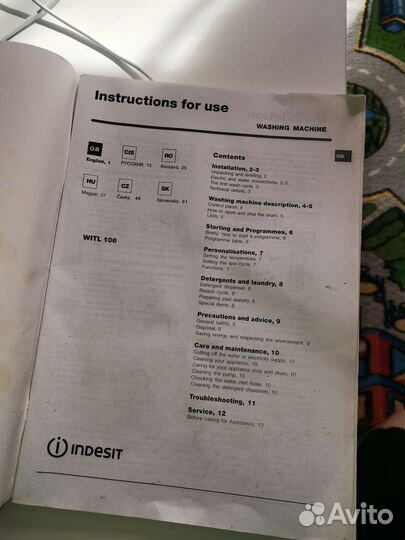 Instructions for use
WASHING MACHINE
GB
CIS
RO
English, 1
РУССКИЙ, 13
Română, 25
HU
CZ
SK
Magyar, 37
Český, 49
Slovenský, 61
WITL 106
Contents
Installation, 2-3
Unpacking and levelling, 2
Electric and water connections, 2-3
The first wash cycle, 3
Technical details, 3
Washing machine description, 4-5
Control panel, 4
How to open and shut the drum, 5
Leds, 5
Starting and Programmes, 6
Briefly: how to start a programme, 6
Programme table, 6
Personalisations, 7
Setting the temperature, 7
Setting the spin cycle, 7
Functions, 7
Detergents and laundry, 8
Detergent dispenser, 8
Bleach cycle, 8
Preparing your laundry, 8
Special items, 8
Precautions and advice, 9
General safety, 9
Disposal, 9
Saving energy and respecting the environment, 9
Care and maintenance, 10
Cutting off the water or electricity supply, 10
Cleaning your appliance, 10
Caring for your appliance door and drum, 10
Cleaning the pump, 10
Checking the water inlet hose, 10
Cleaning the detergent dispenser, 10
Troubleshooting, 11
Service, 12
Before calling for Assistance, 12
CIS
INDESIT
Avito